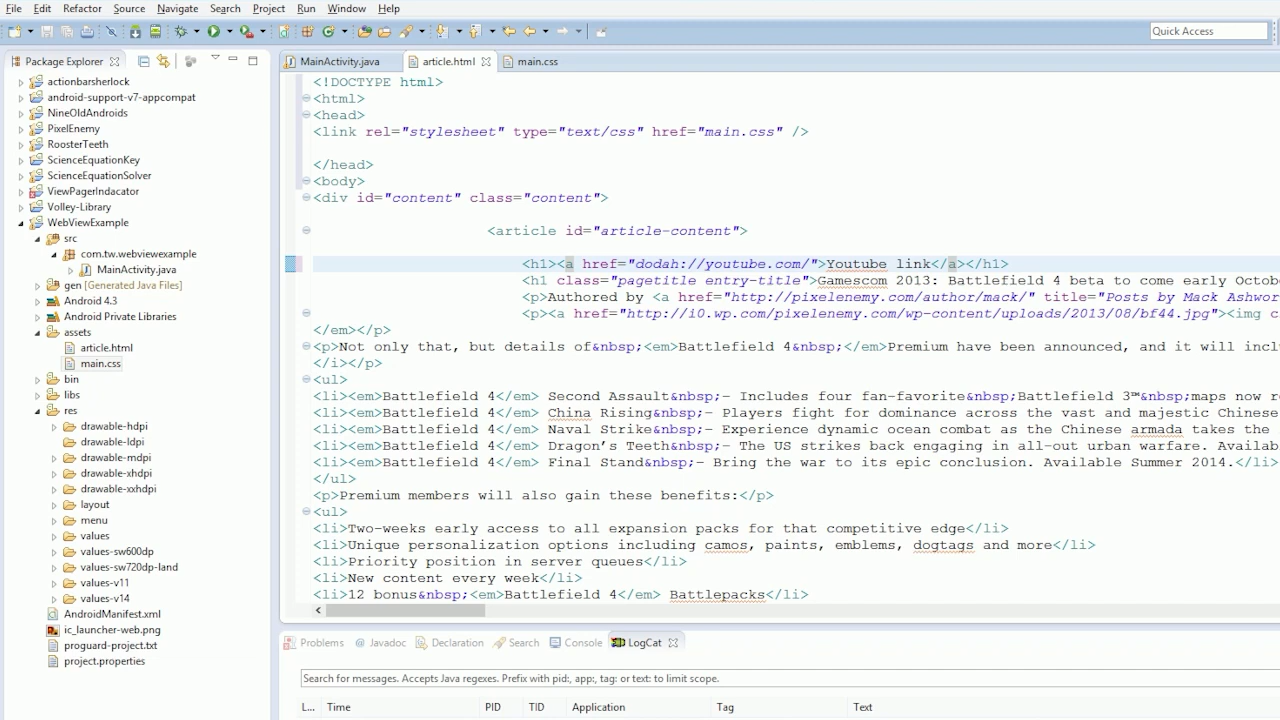 File Edit Refactor Source Navigate Search Project Run Window Help
Quick Access
Package Explorer
actionbarsherlock
android-support-v7-appcompat
NineOldAndroids
PixelEnemy
RoosterTeeth
ScienceEquationKey
ScienceEquationSolver
ViewPagerIndacator
Volley-Library
WebViewExample
src
com.tw.webviewexample
MainActivity.java
gen [Generated Java Files]
Android 4.3
Android Private Libraries
assets
article.html
main.css
bin
libs
res
drawable-hdpi
drawable-ldpi
drawable-mdpi
drawable-xhdpi
drawable-xxhdpi
layout
menu
values
values-sw600dp
values-sw720dp-land
values-v11
values-v14
AndroidManifest.xml
ic_launcher-web.png
proguard-project.txt
project.properties
MainActivity.java article.html main.css
<!DOCTYPE html>
<html>
<head>
<link rel="stylesheet" type="text/css" href="main.css" />
</head>
<body>
<div id="content" class="content">
<article id="article-content">
<h1><a href="dodah://youtube.com/">Youtube link</a></h1>
<h1 class="pagetitle entry-title">Gamescom 2013: Battlefield 4 beta to come early Octo
<p>Authored by <a href="http://pixelenemy.com/author/mack/" title="Posts by Mack Ashwo
<p><a href="http://i0.wp.com/pixelenemy.com/wp-content/uploads/2013/08/bf44.jpg"><img c
</em></p>
<p>Not only that, but details of&nbsp;<em>Battlefield 4&nbsp;</em>Premium have been announced, and it will incl
</i></p>
<ul>
<li><em>Battlefield 4</em> Second Assault&nbsp;– Includes four fan-favorite&nbsp;Battlefield 3™&nbsp;maps now r
<li><em>Battlefield 4</em> China Rising&nbsp;– Players fight for dominance across the vast and majestic Chinese
<li><em>Battlefield 4</em> Naval Strike&nbsp;– Experience dynamic ocean combat as the Chinese armada takes the
<li><em>Battlefield 4</em> Dragon’s Teeth&nbsp;– The US strikes back engaging in all-out urban warfare. Availab
<li><em>Battlefield 4</em> Final Stand&nbsp;– Bring the war to its epic conclusion. Available Summer 2014.</li>
</ul>
<p>Premium members will also gain these benefits:</p>
<ul>
<li>Two-weeks early access to all expansion packs for that competitive edge</li>
<li>Unique personalization options including camos, paints, emblems, dogtags and more</li>
<li>Priority position in server queues</li>
<li>New content every week</li>
<li>12 bonus&nbsp;<em>Battlefield 4</em> Battlepacks</li>
Problems Javadoc Declaration Search Console LogCat
Search for messages. Accepts Java regexes. Prefix with pid:, app:, tag: or text: to limit scope.
L... Time PID TID Application Tag Text